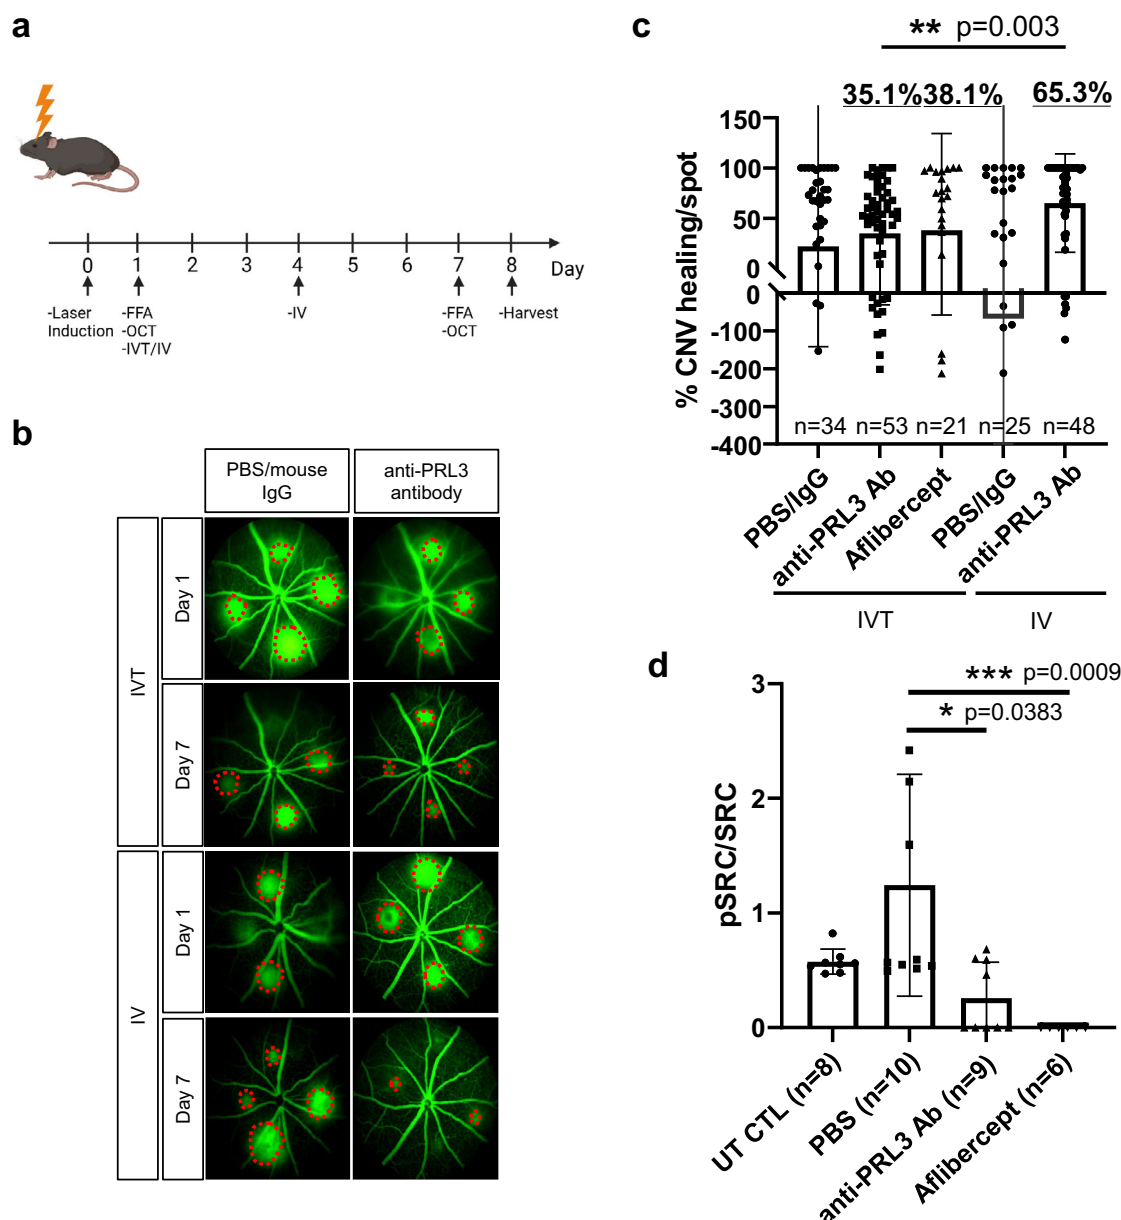 a
0 1 2 3 4 5 6 7 8 Day
-Laser
Induction
-FFA
-OCT
-IVT/IV
-IV
-FFA
-OCT
-Harvest
b
PBS/mouse
IgG
anti-PRL3
antibody
IVT
Day 1
Day 7
IV
Day 1
Day 7
c
** p=0.003
35.1% 38.1% 65.3%
% CNV healing/spot
150
100
50
0
0
-100
-200
-300
-400
n=34 n=53 n=21 n=25 n=48
PBS/IgG
anti-PRL3 Ab
Aflibercept
PBS/IgG
anti-PRL3 Ab
IVT IV
d
*** p=0.0009
* p=0.0383
pSRC/SRC
3
2
1
0
UT CTL (n=8)
PBS (n=10)
anti-PRL3 Ab (n=9)
Aflibercept (n=6)